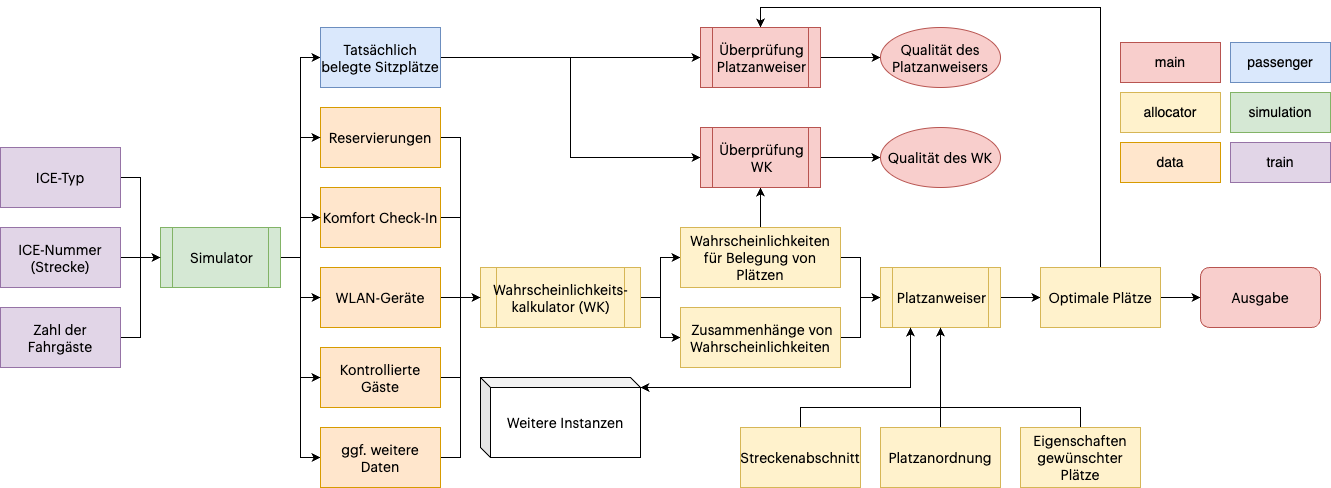 Tatsächlich
belegte Sitzplätze
Überprüfung
Platzanweiser
Qualität des
Platzanweisers
main
passenger
allocator
simulation
data
train
Reservierungen
Überprüfung
WK
Qualität des WK
ICE-Typ
Komfort Check-In
ICE-Nummer
(Strecke)
Simulator
Wahrscheinlichkeiten
für Belegung von
Plätzen
WLAN-Geräte
Wahrscheinlichkeits-
kalkulator (WK)
Platzanweiser
Optimale Plätze
Ausgabe
Zahl der
Fahrgäste
Zusammenhänge von
Wahrscheinlichkeiten
Kontrollierte
Gäste
Weitere Instanzen
ggf. weitere
Daten
Streckenabschnitt
Platzanordnung
Eigenschaften
gewünschter
Plätze